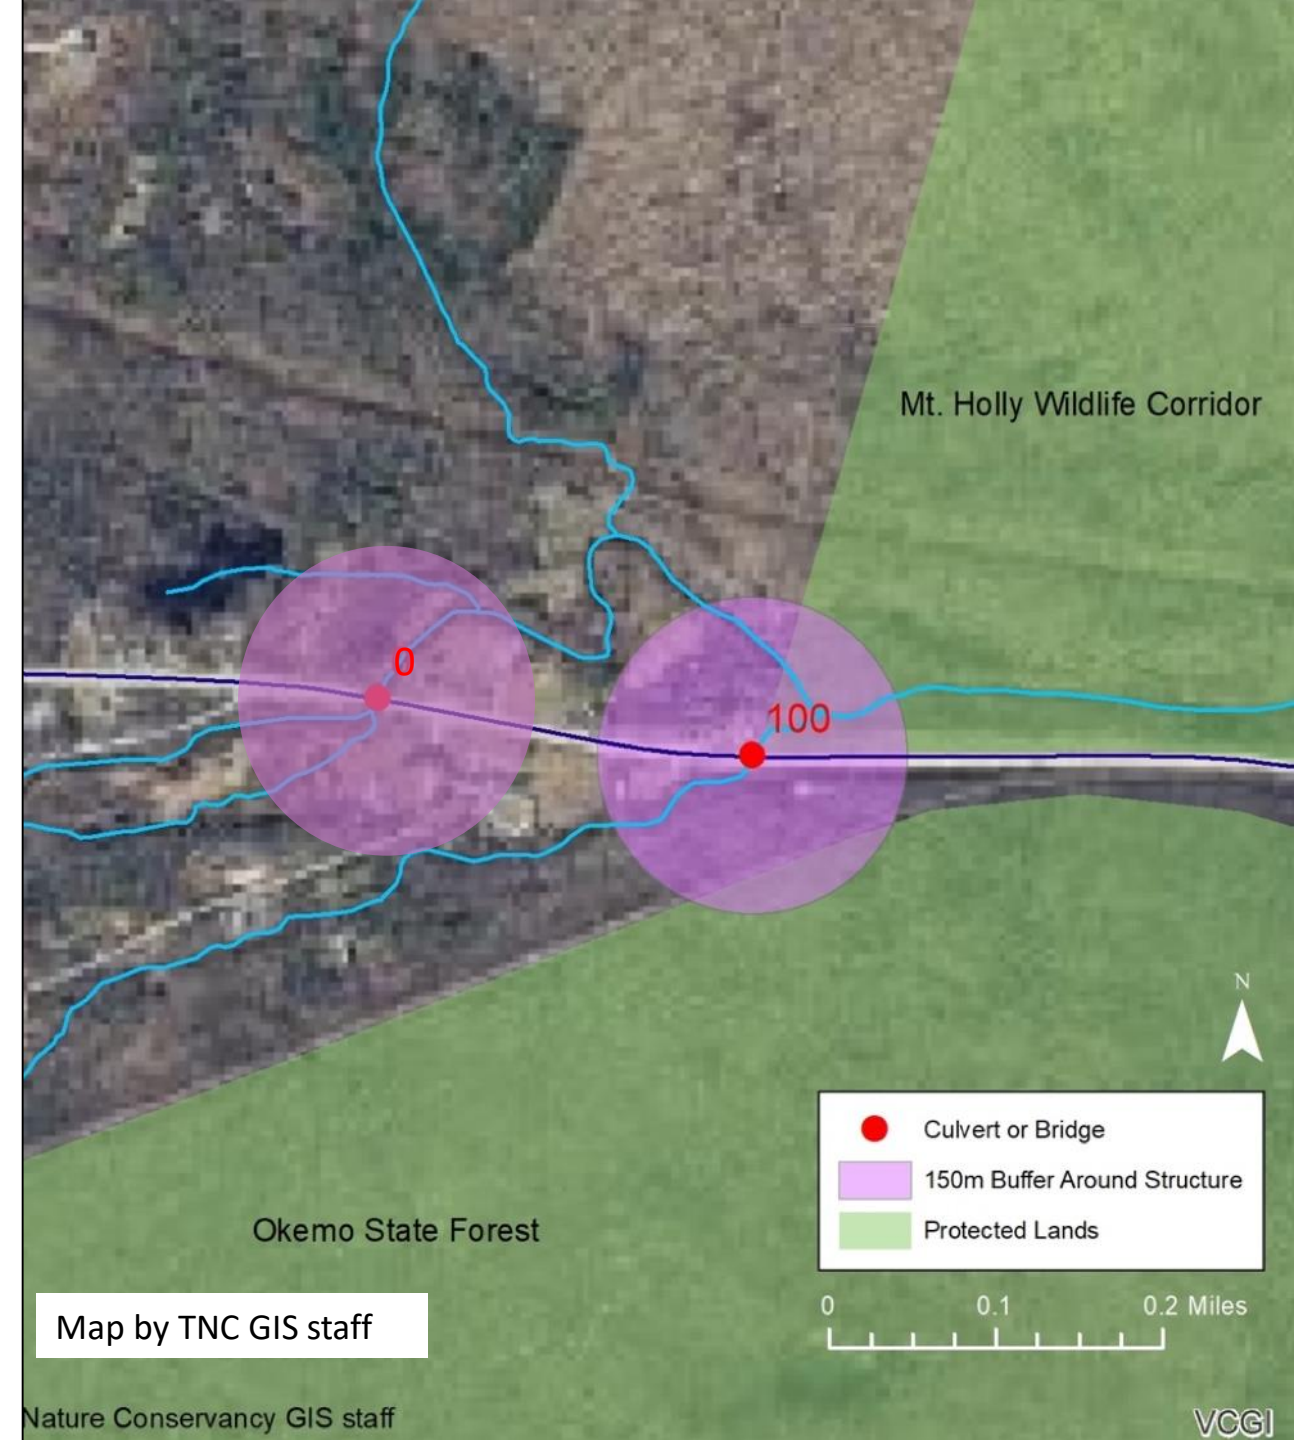 Mt. Holly Wildlife Corridor
0
100
N
Culvert or Bridge
150m Buffer Around Structure
Protected Lands
Okemo State Forest
0 0.1 0.2 Miles
Map by TNC GIS staff
Nature Conservancy GIS staff
VCGI